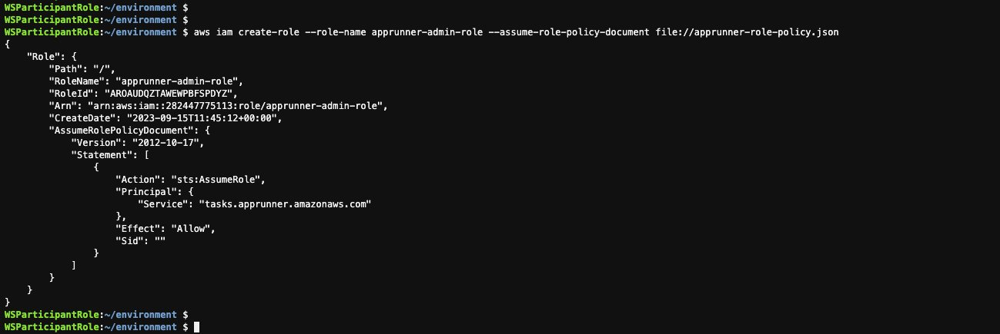 WSParticipantRole:~/environment $
WSParticipantRole:~/environment $
WSParticipantRole:~/environment $ aws iam create-role --role-name apprunner-admin-role --assume-role-policy-document file://apprunner-role-policy.json
{
    "Role": {
        "Path": "/",
        "RoleName": "apprunner-admin-role",
        "RoleId": "AROAUDQZTAWEWPBFSPDYZ",
        "Arn": "arn:aws:iam::282447775113:role/apprunner-admin-role",
        "CreateDate": "2023-09-15T11:45:12+00:00",
        "AssumeRolePolicyDocument": {
            "Version": "2012-10-17",
            "Statement": [
                {
                    "Action": "sts:AssumeRole",
                    "Principal": {
                        "Service": "tasks.apprunner.amazonaws.com"
                    },
                    "Effect": "Allow",
                    "Sid": ""
                }
            ]
        }
    }
}
WSParticipantRole:~/environment $
WSParticipantRole:~/environment $